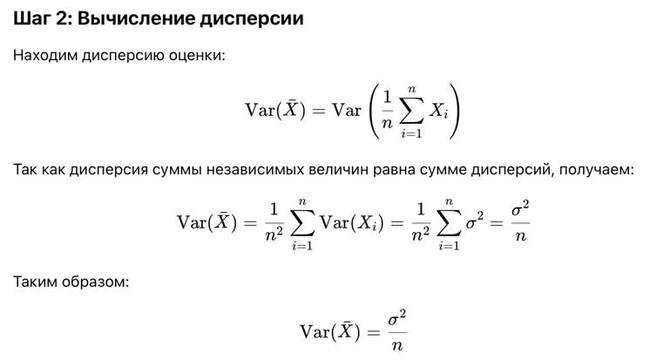 Шаг 2: Вычисление дисперсии
Находим дисперсию оценки:
Var(X̄) = Var(1/n ∑_{i=1}^{n} X_i)
Так как дисперсия суммы независимых величин равна сумме дисперсий, получаем:
Var(X̄) = 1/n² ∑_{i=1}^{n} Var(X_i) = 1/n² ∑_{i=1}^{n} σ² = σ²/n
Таким образом:
Var(X̄) = σ²/n